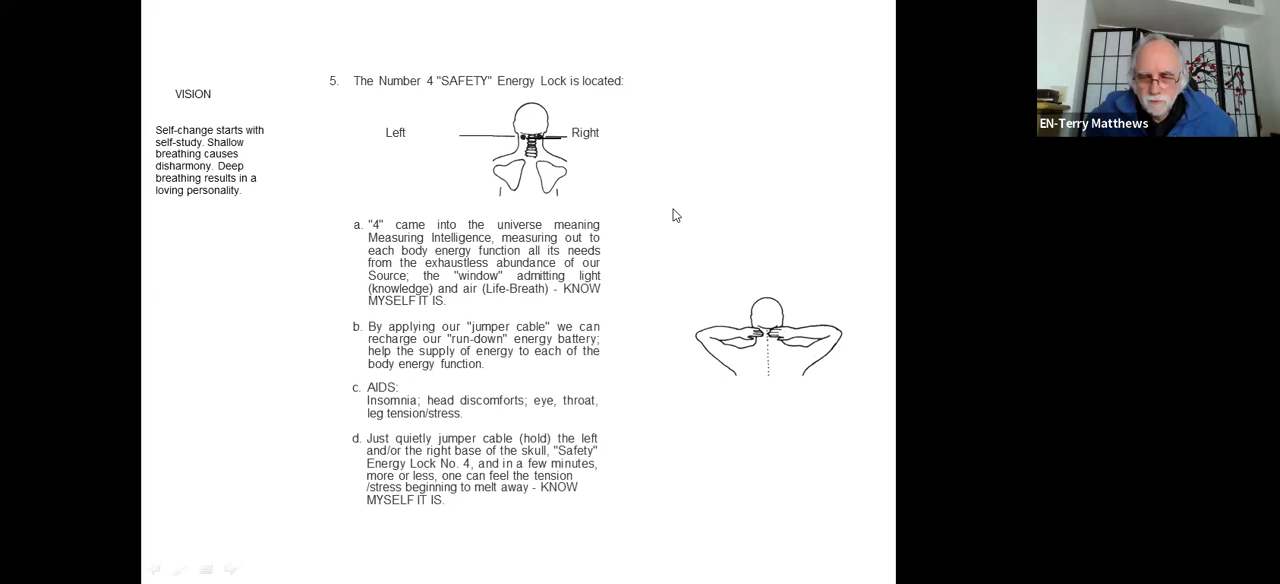 VISION
Self-change starts with
self-study. Shallow
breathing causes
disharmony. Deep
breathing results in a
loving personality.
5. The Number 4 "SAFETY" Energy Lock is located:
Left
Right
a. "4" came into the universe meaning
Measuring Intelligence, measuring out to
each body energy function all its needs
from the exhaustless abundance of our
Source; the "window" admitting light
(knowledge) and air (Life-Breath) - KNOW
MYSELF IT IS.
b. By applying our "jumper cable" we can
recharge our "run-down" energy battery;
help the supply of energy to each of the
body energy function.
c. AIDS:
Insomnia; head discomforts; eye, throat,
leg tension/stress.
d. Just quietly jumper cable (hold) the left
and/or the right base of the skull, "Safety"
Energy Lock No. 4, and in a few minutes,
more or less, one can feel the tension
/stress beginning to melt away - KNOW
MYSELF IT IS.
EN-Terry Matthews